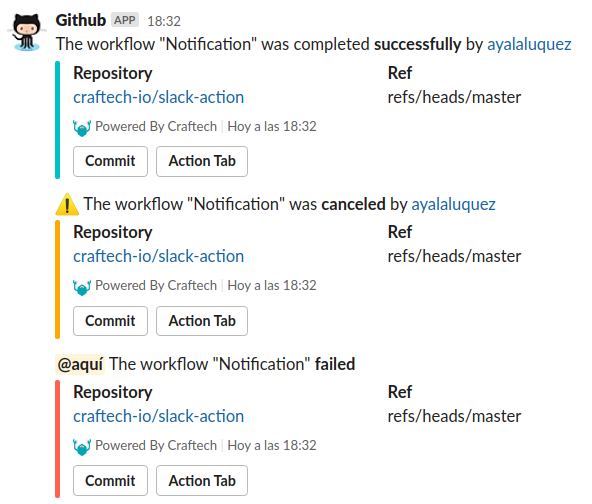 Github APP 18:32
The workflow "Notification" was completed successfully by ayalaluquez
Repository Ref
craftech-io/slack-action refs/heads/master
Powered By Craftech | Hoy a las 18:32
Commit Action Tab
The workflow "Notification" was canceled by ayalaluquez
Repository Ref
craftech-io/slack-action refs/heads/master
Powered By Craftech | Hoy a las 18:32
Commit Action Tab
@aquí The workflow "Notification" failed
Repository Ref
craftech-io/slack-action refs/heads/master
Powered By Craftech | Hoy a las 18:32
Commit Action Tab